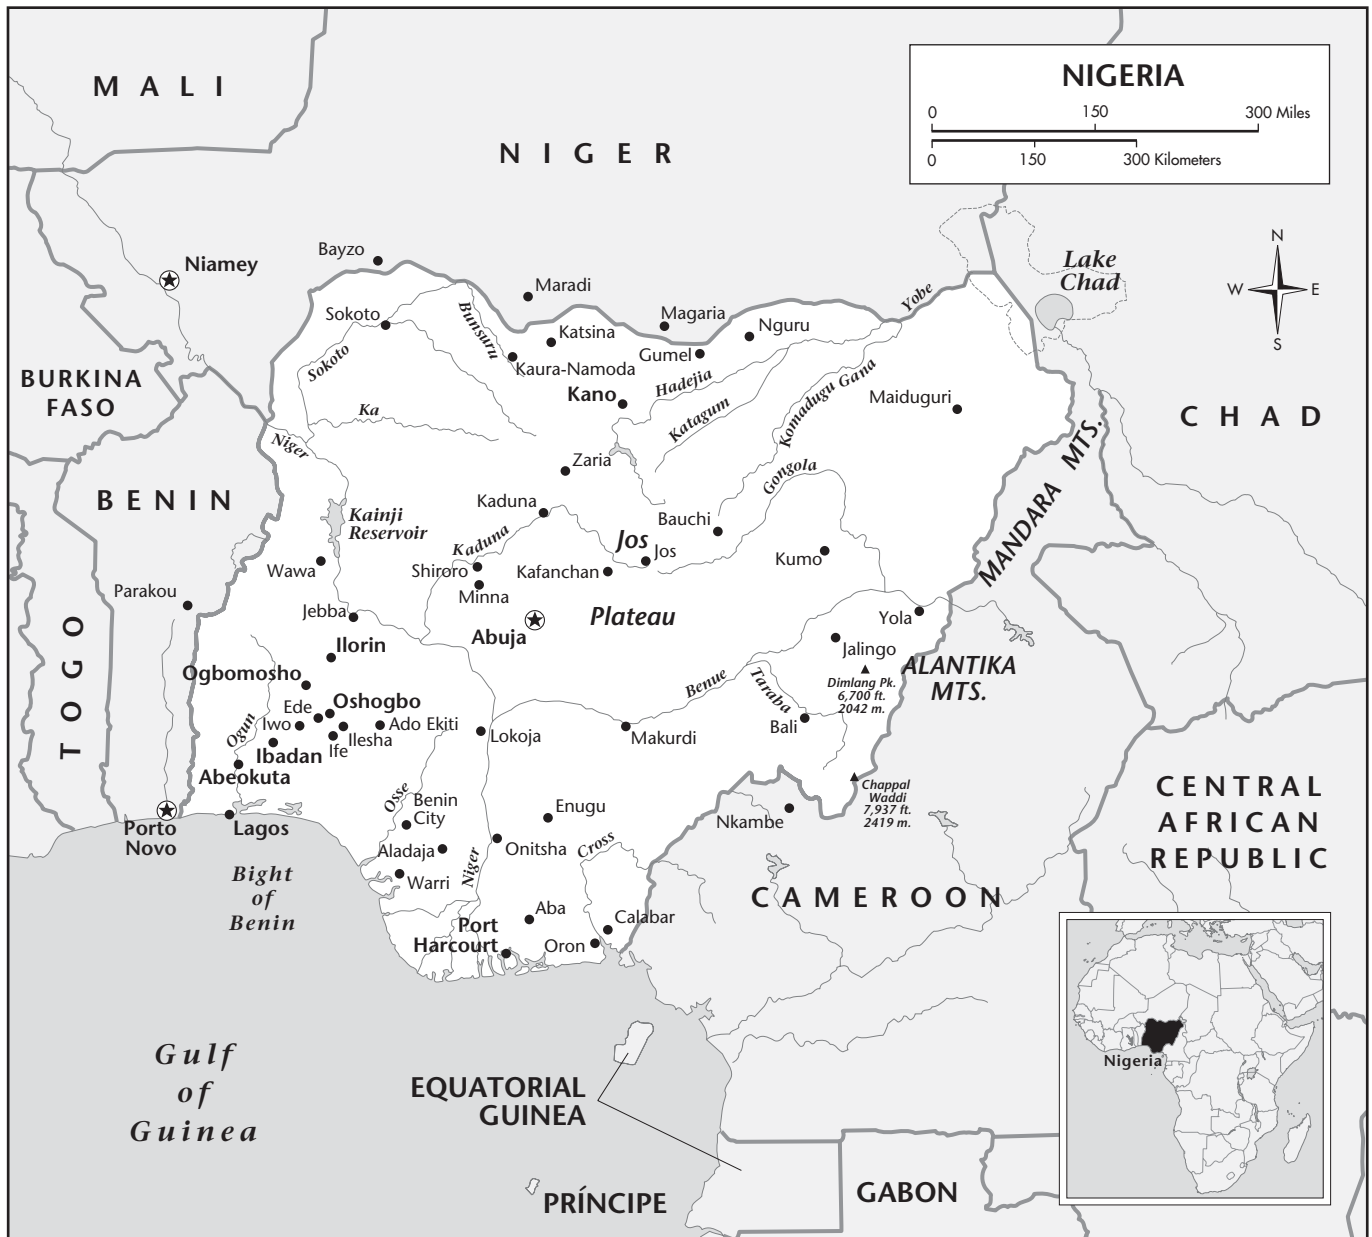 NIGERIA
0 150 300 Miles
0 150 300 Kilometers
MALI
NIGER
Niamey
Bayzo
Maradi
Magaria
Nguru
Yobe
Lake
Chad
N
W E
S
Sokoto
Sokoto
Bunsuru
Katsina
Gumel
Kaura-Namoda
Kano
Hadejia
Katagum
Komadugu Gana
Maiduguri
BURKINA
FASO
Ka
Niger
CHAD
MANDARA MTS.
BENIN
Zaria
Gongola
Kaduna
Kainji
Reservoir
Kaduna
Bauchi
Jos
Jos
Wawa
Shiroro
Kafanchan
Kumo
Minna
Parakou
Jebba
Abuja
Plateau
Yola
TOGO
Ilorin
Jalingo
ALANTIKA
MTS.
Ogbomosho
Dimlang Pk.
6,700 ft.
2042 m.
Benue
Taraba
Ede
Oshogbo
Iwo
Ado Ekiti
Ogun
Ilesha
Ife
Lokoja
Makurdi
Bali
Ibadan
Abeokuta
Chappal
Waddi
7,937 ft.
2419 m.
CENTRAL
AFRICAN
REPUBLIC
Osse
Benin
City
Enugu
Nkambe
Porto
Novo
Lagos
Aladaja
Onitsha
Cross
Niger
Warri
Bight
of
Benin
CAMEROON
Aba
Calabar
Port
Harcourt
Oron
Gulf
of
Guinea
EQUATORIAL
GUINEA
Nigeria
PRÍNCIPE
GABON